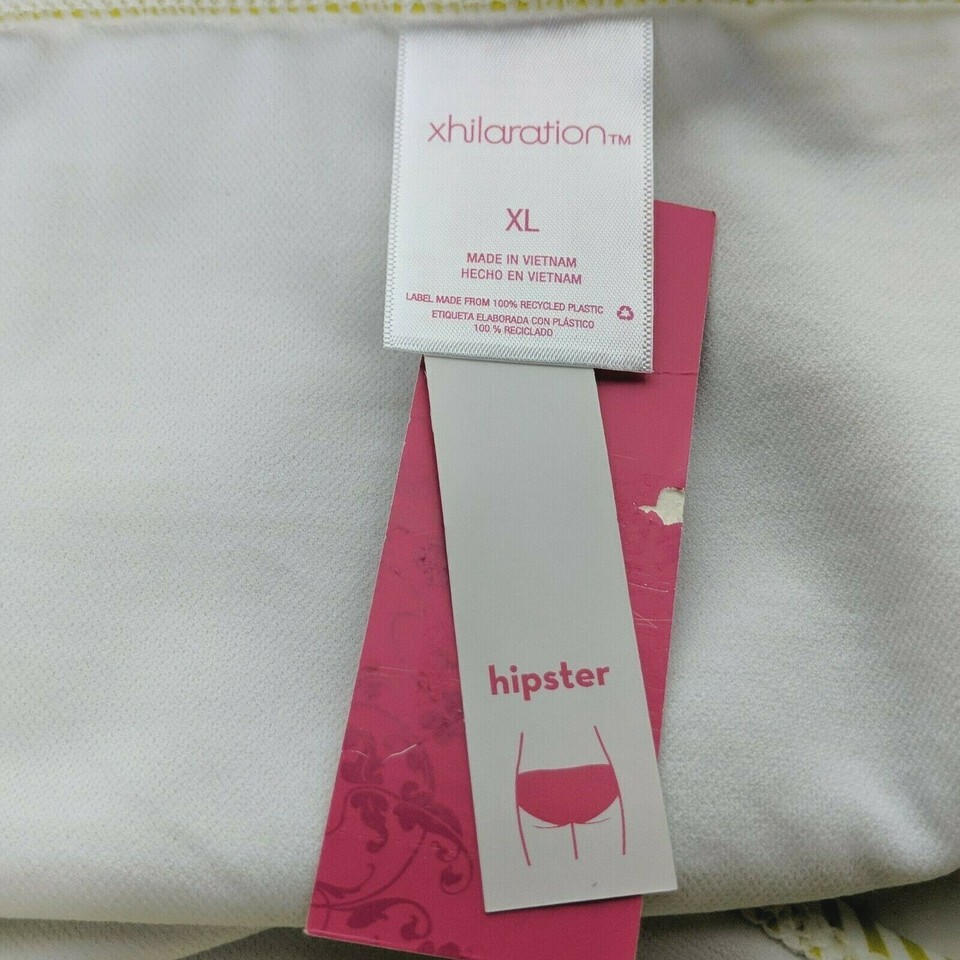 xhilaration™
XL
MADE IN VIETNAM
HECHO EN VIETNAM
LABEL MADE FROM 100% RECYCLED PLASTIC
ETIQUETA ELABORADA CON PLÁSTICO
100 % RECICLADO
hipster